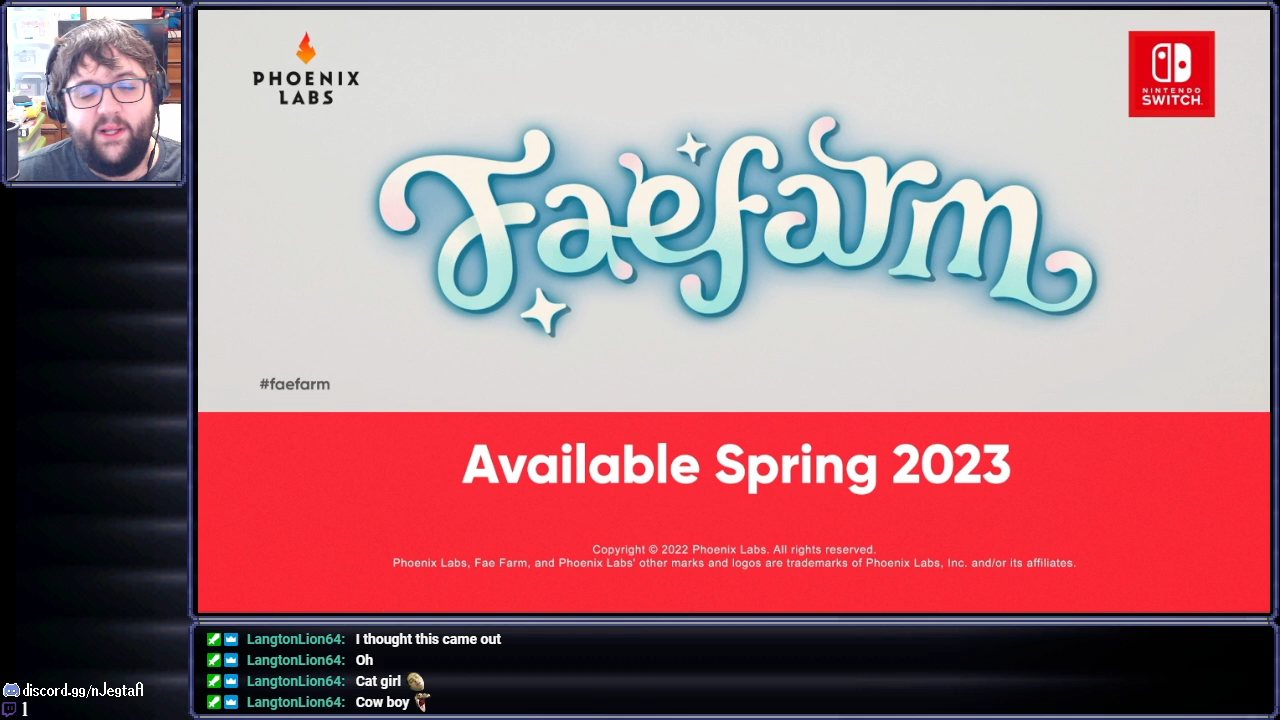 PHOENIX
LABS
NINTENDO
SWITCH
Faefarm
#faefarm
Available Spring 2023
Copyright © 2022 Phoenix Labs. All rights reserved.
Phoenix Labs, Fae Farm, and Phoenix Labs' other marks and logos are trademarks of Phoenix Labs, Inc. and/or its affiliates.
LangtonLion64: I thought this came out
LangtonLion64: Oh
LangtonLion64: Cat girl
LangtonLion64: Cow boy
discord.gg/nJegtaA
1